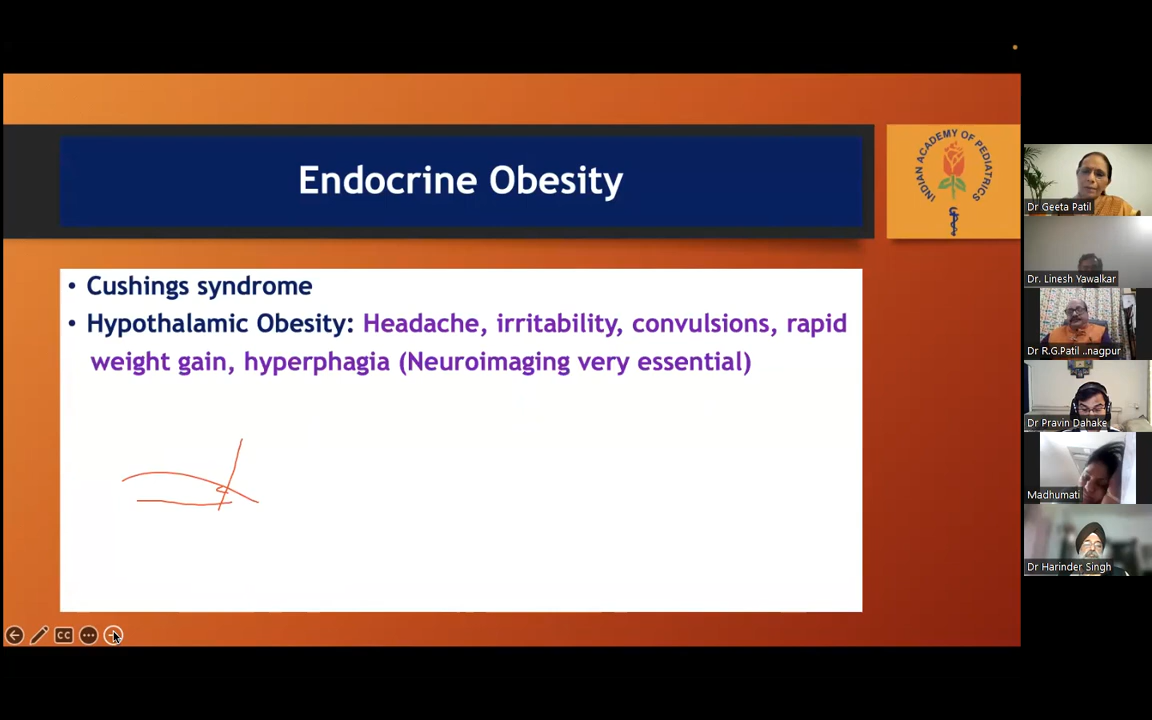 Endocrine Obesity
INDIAN ACADEMY OF PEDIATRICS
• Cushings syndrome
• Hypothalamic Obesity: Headache, irritability, convulsions, rapid
weight gain, hyperphagia (Neuroimaging very essential)
CC
Dr Geeta Patil
Dr. Linesh Yawalkar
Dr R.G.Patil ..nagpur
Dr Pravin Dahake
Madhumati
Dr Harinder Singh